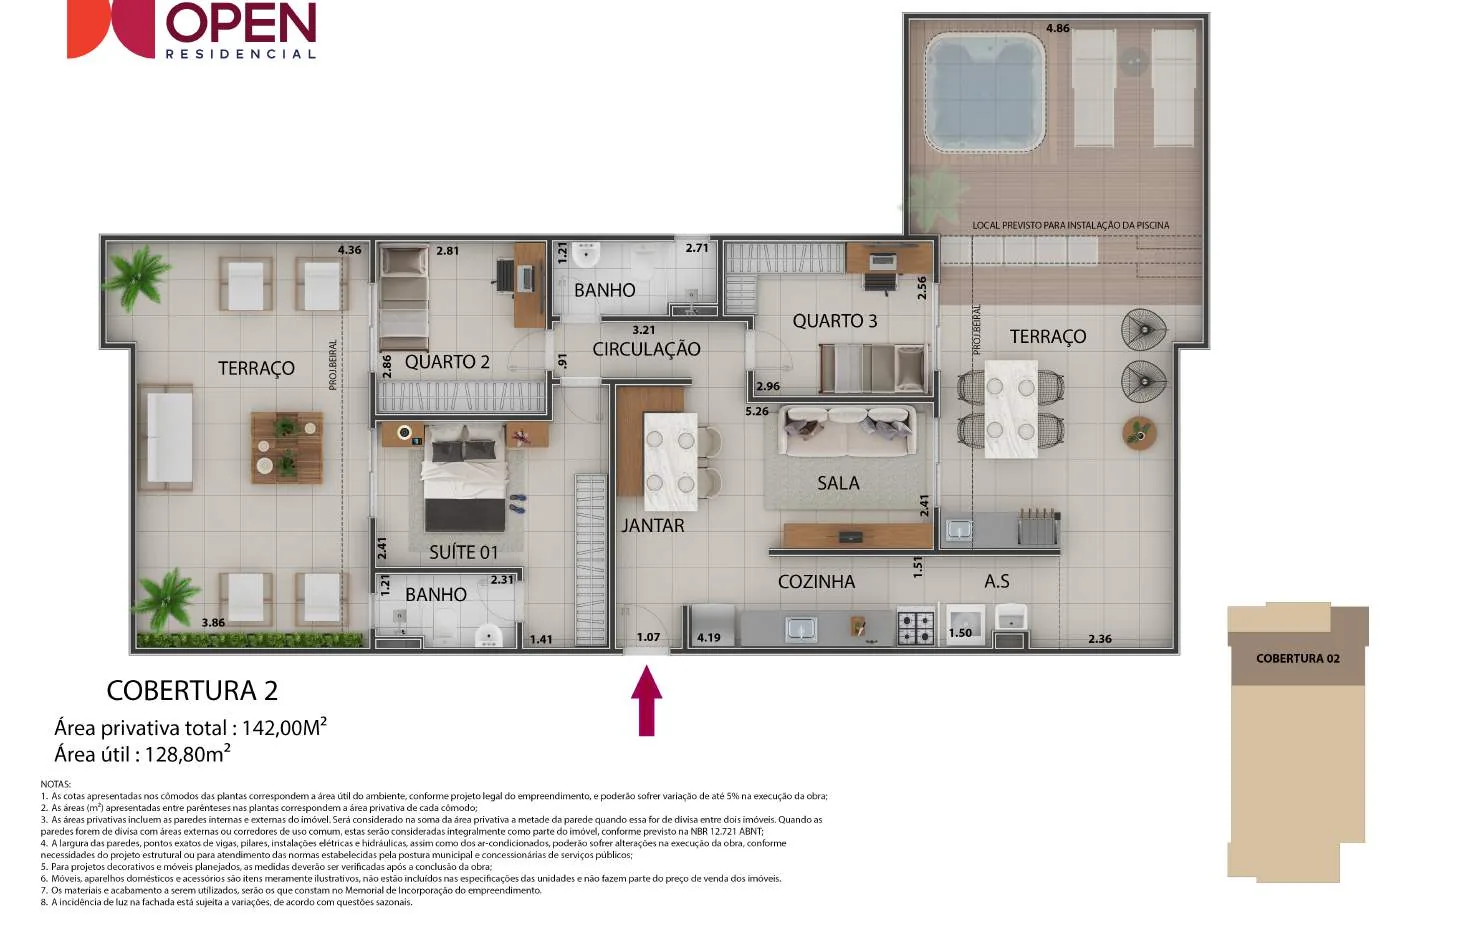 OPEN
RESIDENCIAL
4.86
LOCAL PREVISTO PARA INSTALAÇÃO DA PISCINA
4.36
2.81
1.21
2.71
BANHO
2.56
QUARTO 3
3.21
CIRCULAÇÃO
TERRAÇO
PROJ.BEIRAL
TERRAÇO
PROJ.BEIRAL
2.86
QUARTO 2
.91
2.96
5.26
SALA
2.41
JANTAR
2.41
SUÍTE 01
1.21
2.31
BANHO
COZINHA
1.51
A.S
3.86
1.41
1.07
4.19
1.50
2.36
COBERTURA 02
COBERTURA 2
Área privativa total : 142,00M²
Área útil : 128,80m²
NOTAS:
1. As cotas apresentadas nos cômodos das plantas correspondem a área útil do ambiente, conforme projeto legal do empreendimento, e poderão sofrer variação de até 5% na execução da obra;
2. As áreas (m²) apresentadas entre parênteses nas plantas correspondem a área privativa de cada cômodo;
3. As áreas privativas incluem as paredes internas e externas do imóvel. Será considerado na soma da área privativa a metade da parede quando essa for de divisa entre dois imóveis. Quando as
paredes forem de divisa com áreas externas ou corredores de uso comum, estas serão consideradas integralmente como parte do imóvel, conforme previsto na NBR 12.721 ABNT;
4. A largura das paredes, pontos exatos de vigas, pilares, instalações elétricas e hidráulicas, assim como dos ar-condicionados, poderão sofrer alterações na execução da obra, conforme
necessidades do projeto estrutural ou para atendimento das normas estabelecidas pela postura municipal e concessionárias de serviços públicos;
5. Para projetos decorativos e móveis planejados, as medidas deverão ser verificadas após a conclusão da obra;
6. Móveis, aparelhos domésticos e acessórios são itens meramente ilustrativos, não estão incluídos nas especificações das unidades e não fazem parte do preço de venda dos imóveis.
7. Os materiais e acabamento a serem utilizados, serão os que constam no Memorial de Incorporação do empreendimento.
8. A incidência de luz na fachada está sujeita a variações, de acordo com questões sazonais.